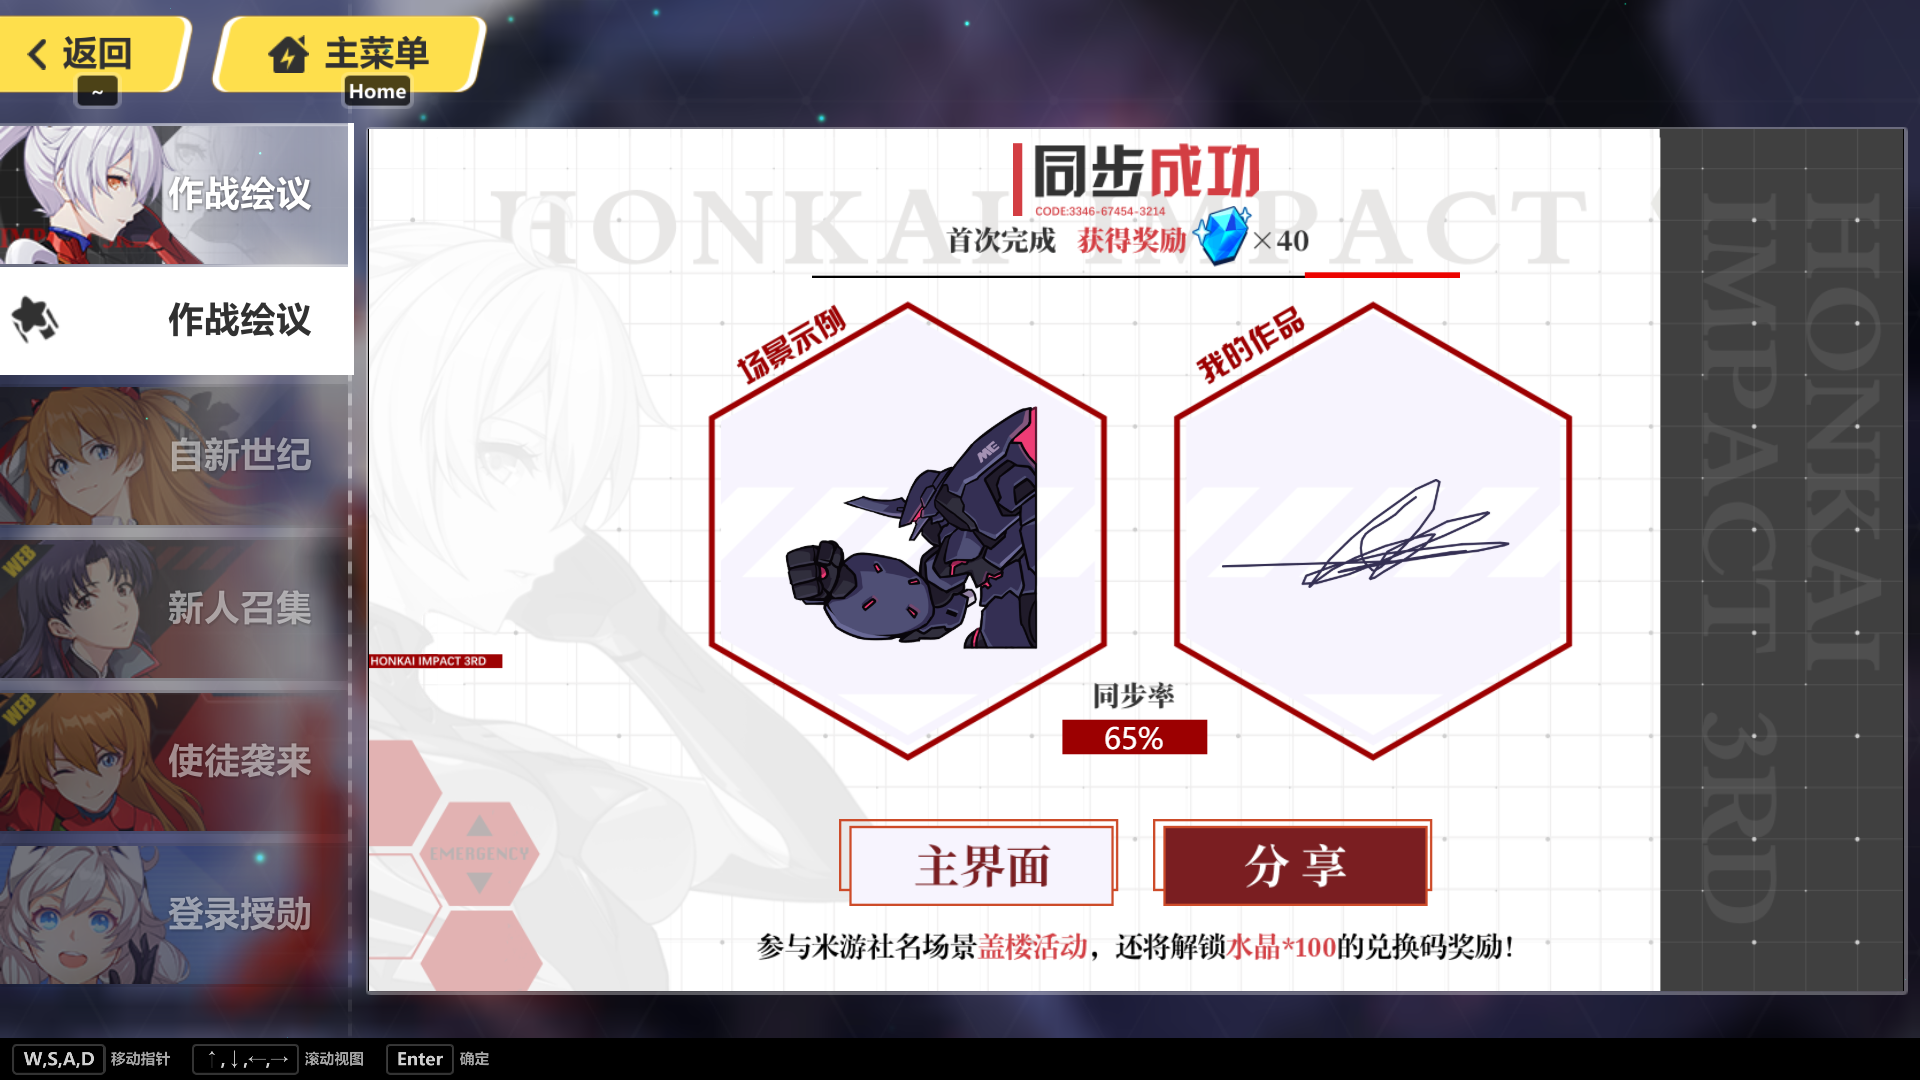 返回
~
主菜单
Home
作战绘议
作战绘议
自新世纪
WEB
新人召集
WEB
使徒袭来
登录授勋
HONKAI IMPACT
同步成功
CODE:3346-67454-3214
首次完成 获得奖励 ×40
场景示例
我的作品
ME
HONKAI IMPACT 3RD
同步率
65%
EMERGENCY
主界面
分享
参与米游社名场景盖楼活动，还将解锁水晶*100的兑换码奖励！
HONKAI
IMPACT 3RD
W,S,A,D 移动指针 ↑,↓,←,→ 滚动视图 Enter 确定